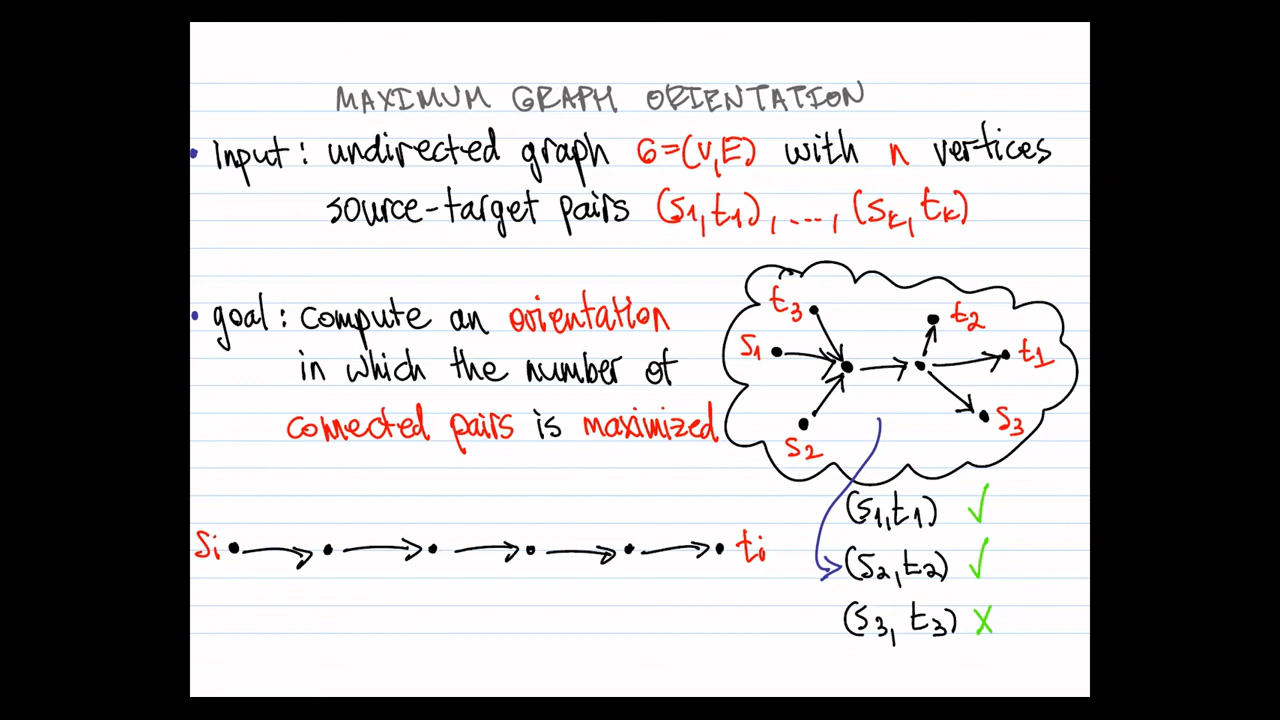 MAXIMUM GRAPH ORIENTATION
• Input: undirected graph G=(V,E) with n vertices
source-target pairs (s1,t1), ..., (sk,tk)
• goal: compute an orientation
in which the number of
connected pairs is maximized
t3
t2
s1
t1
s2
s3
(s1,t1) ✓
si
ti
(s2,t2) ✓
(s3,t3) X